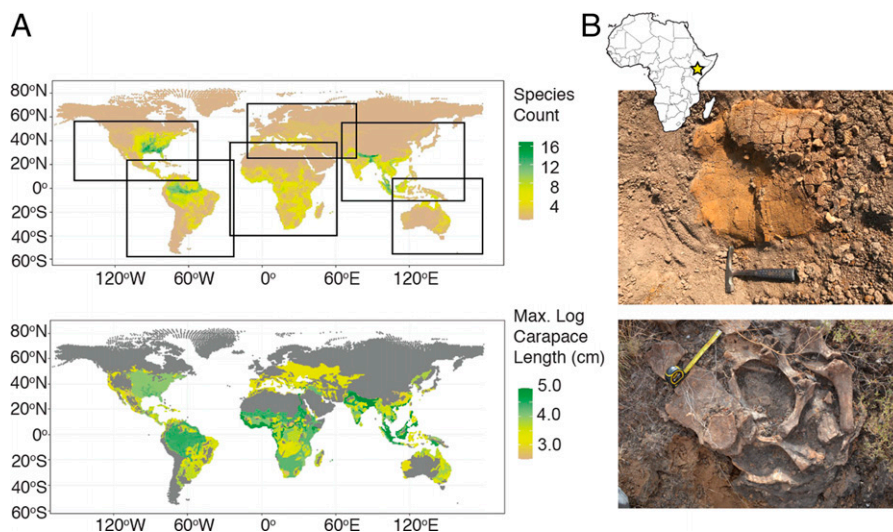 A
B
80°N
60°N
40°N
20°N
0°
20°S
40°S
60°S
120°W
60°W
0°
60°E
120°E
Species
Count
16
12
8
4
80°N
60°N
40°N
20°N
0°
20°S
40°S
60°S
120°W
60°W
0°
60°E
120°E
Max. Log
Carapace
Length (cm)
5.0
4.0
3.0